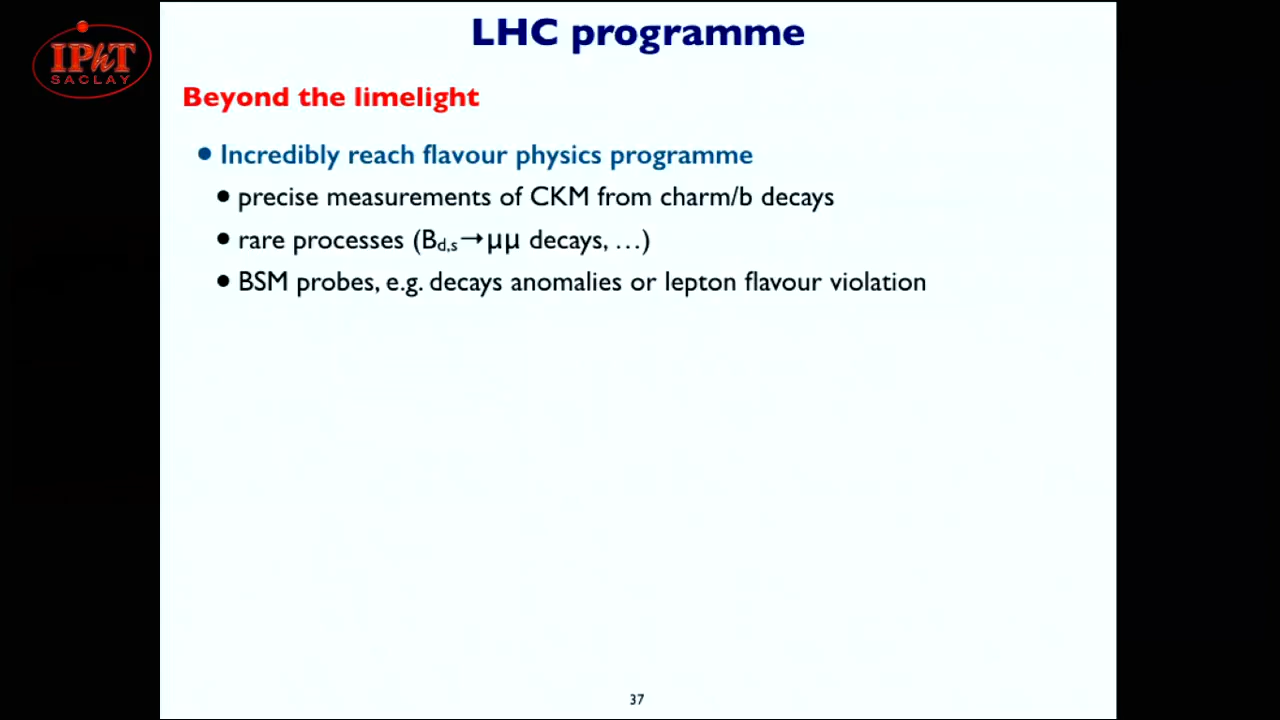 IPhT
SACLAY
LHC programme
Beyond the limelight
• Incredibly reach flavour physics programme
• precise measurements of CKM from charm/b decays
• rare processes (Bd,s→μμ decays, …)
• BSM probes, e.g. decays anomalies or lepton flavour violation
37